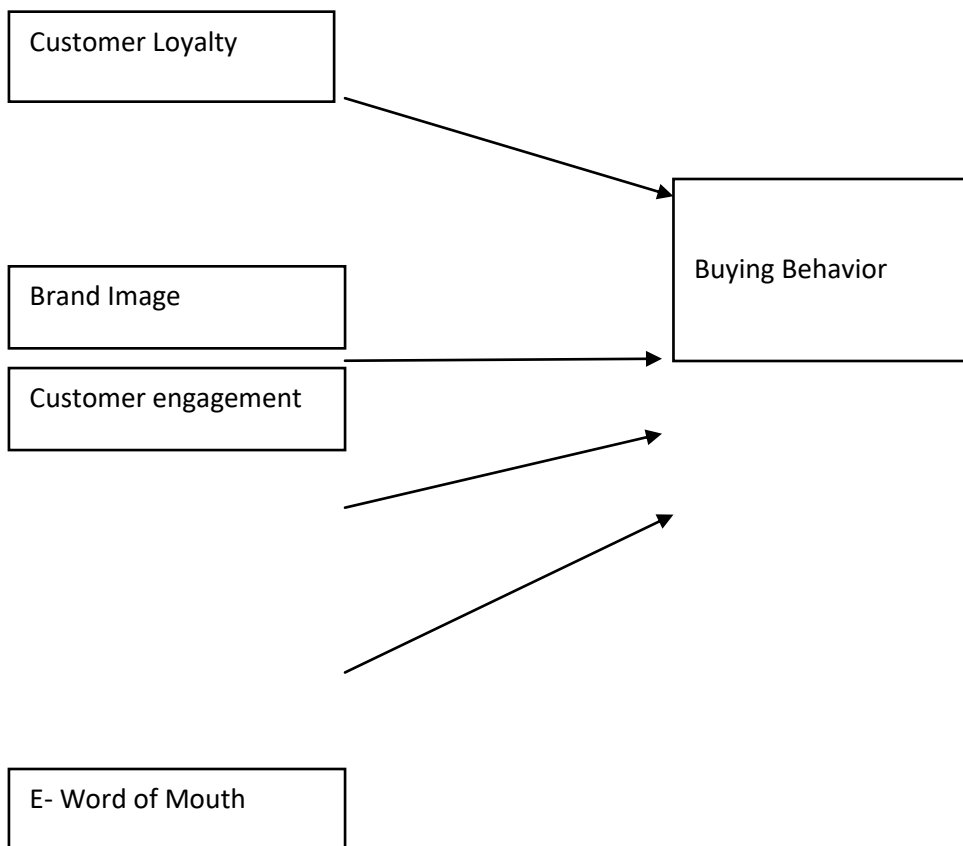 Customer Loyalty
Buying Behavior
Brand Image
Customer engagement
E- Word of Mouth